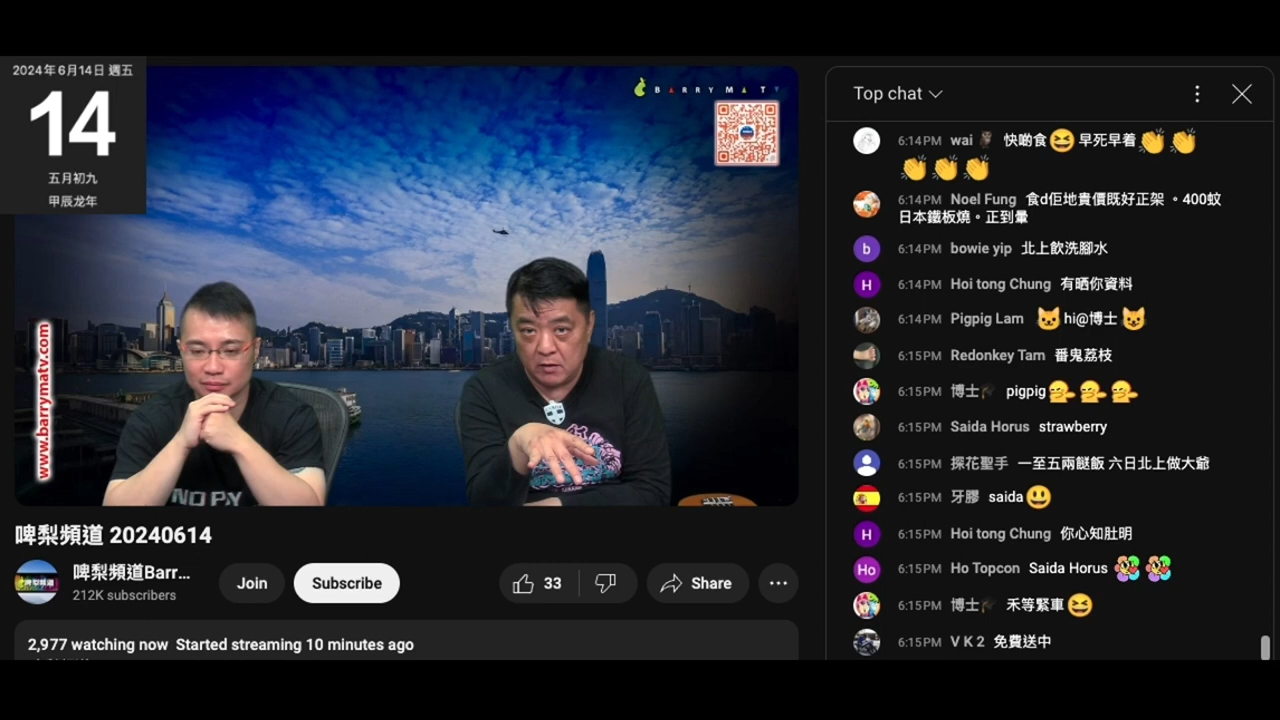 2024年6月14日 週五
14
五月初九
甲辰龙年
BARRYMATV
www.barrymatv.com
NO PX
啤梨頻道 20240614
啤梨頻道
啤梨頻道Barr...
212K subscribers
Join
Subscribe
33
Share
2,977 watching now Started streaming 10 minutes ago
Top chat
6:14PM wai 快啲食😆早死早着👏👏
👏👏👏
6:14PM Noel Fung 食d佢地貴價既好正架 。400蚊
日本鐵板燒。正到暈
b
6:14PM bowie yip 北上飲洗腳水
H
6:14PM Hoi tong Chung 有晒你資料
6:14PM Pigpig Lam 😺hi@博士😺
6:15PM Redonkey Tam 番鬼荔枝
6:15PM 博士🎓 pigpig
6:15PM Saida Horus strawberry
6:15PM 探花聖手 一至五兩餸飯 六日北上做大爺
6:15PM 牙膠 saida😃
H
6:15PM Hoi tong Chung 你心知肚明
Ho
6:15PM Ho Topcon Saida Horus
6:15PM 博士🎓 禾等緊車😆
6:15PM V K 2 免費送中